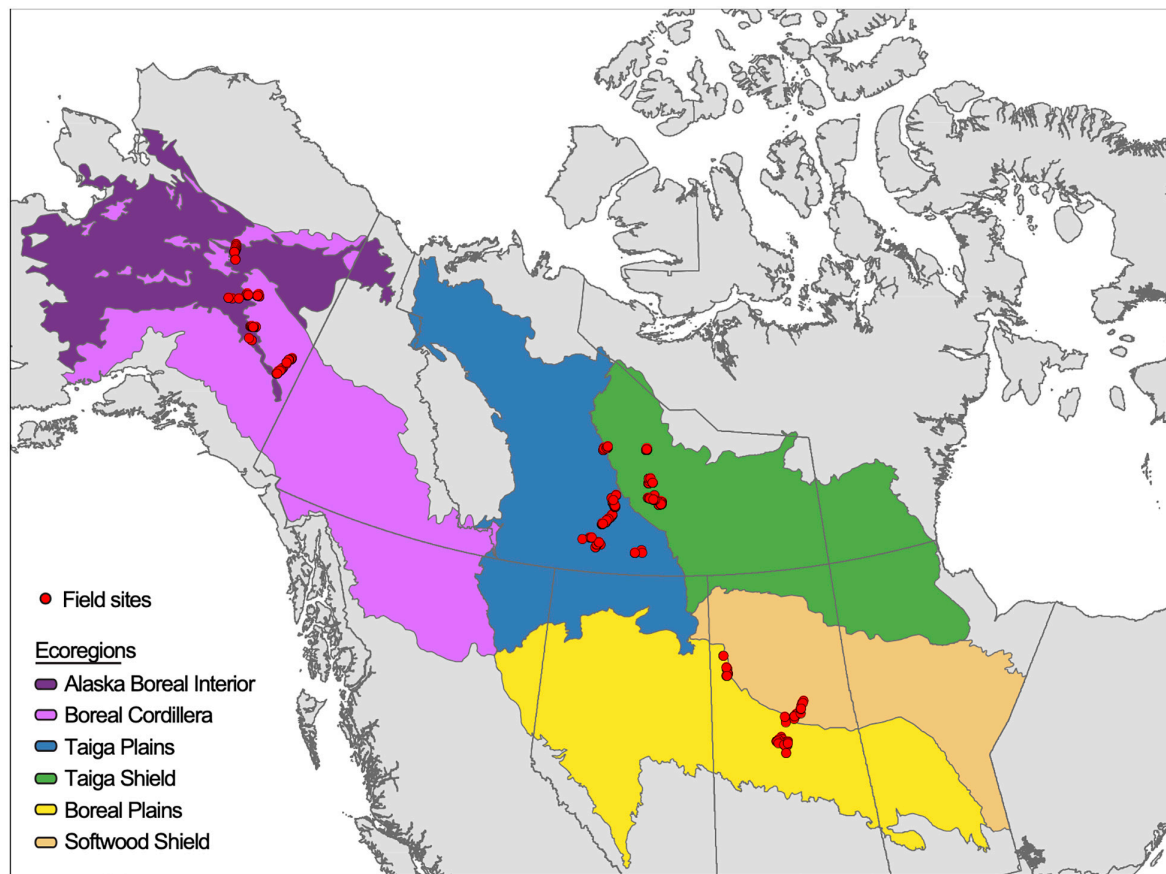 Field sites
Ecoregions
Alaska Boreal Interior
Boreal Cordillera
Taiga Plains
Taiga Shield
Boreal Plains
Softwood Shield